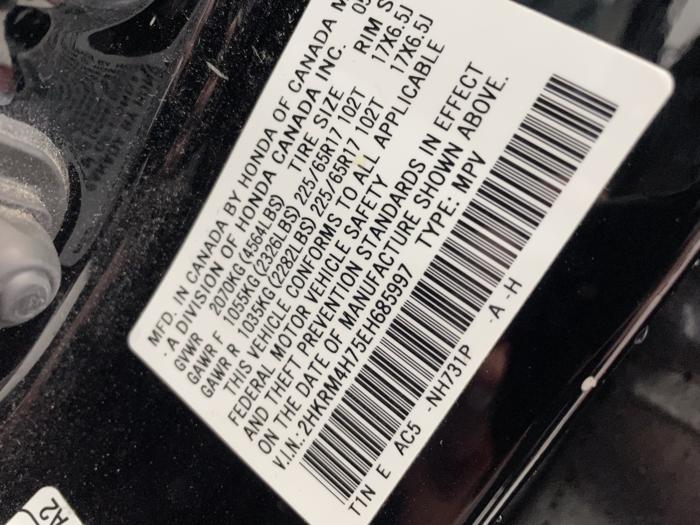 MFD. IN CANADA BY HONDA OF CANADA M
· A DIVISION OF HONDA CANADA INC. 05
GVWR 2070KG(4564LBS) TIRE SIZE RIM S
GAWR F 1055KG(2326LBS) 225/65R17 102T 17X6.5J
GAWR R 1035KG(2282LBS) 225/65R17 102T 17X6.5J
THIS VEHICLE CONFORMS TO ALL APPLICABLE
FEDERAL MOTOR VEHICLE SAFETY
AND THEFT PREVENTION STANDARDS IN EFFECT
ON THE DATE OF MANUFACTURE SHOWN ABOVE.
V.I.N.: 2HKRM4H75EH685997 TYPE: MPV
T1N E AC5 -NH731P ·A -H
A2